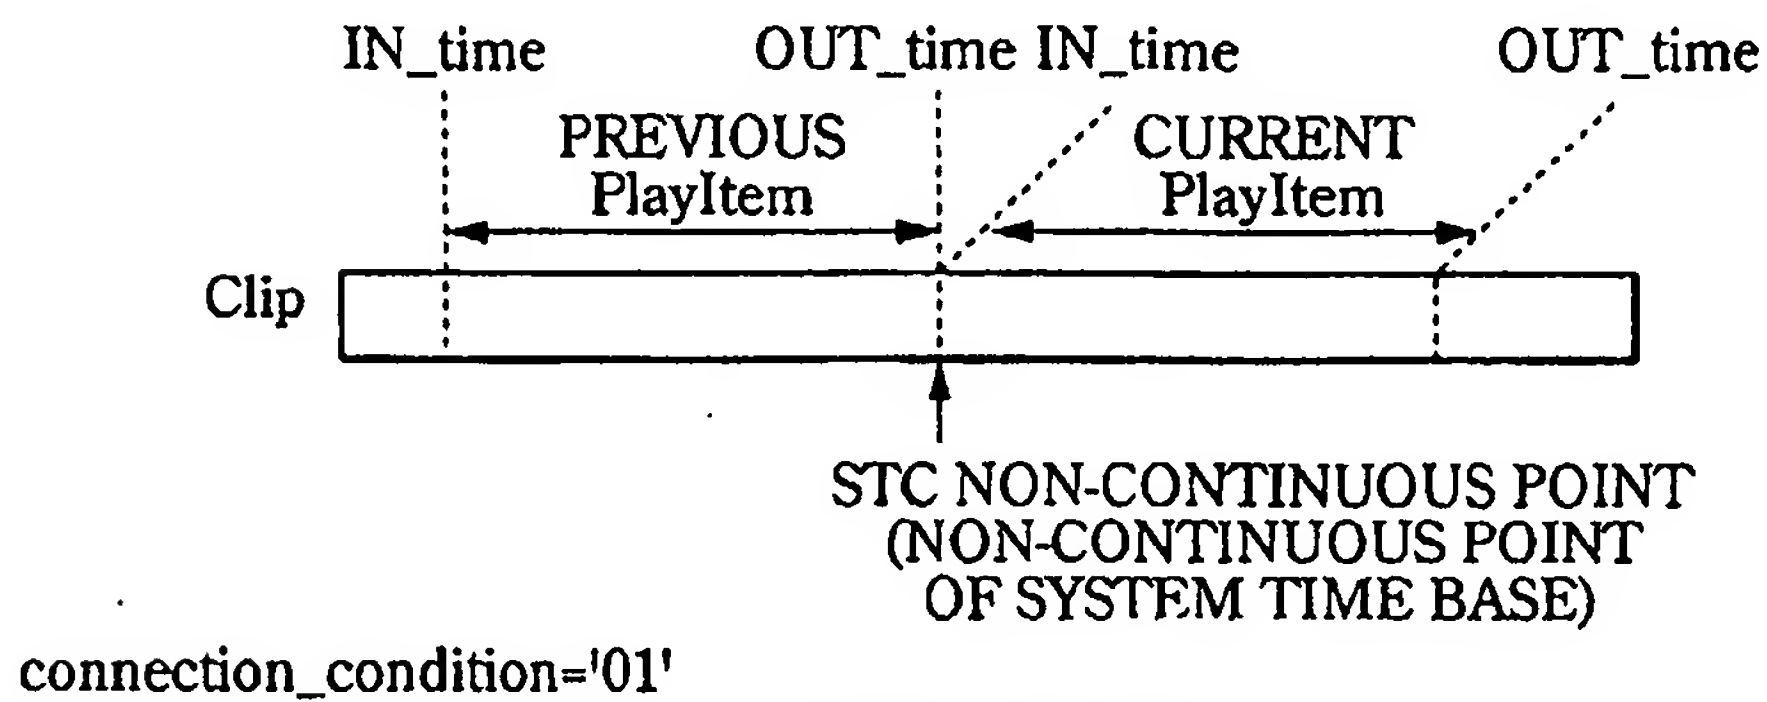 IN_time OUT_time IN_time OUT_time
PREVIOUS CURRENT
PlayItem PlayItem
Clip
STC NON-CONTINUOUS POINT
(NON-CONTINUOUS POINT
OF SYSTEM TIME BASE)
connection_condition='01'